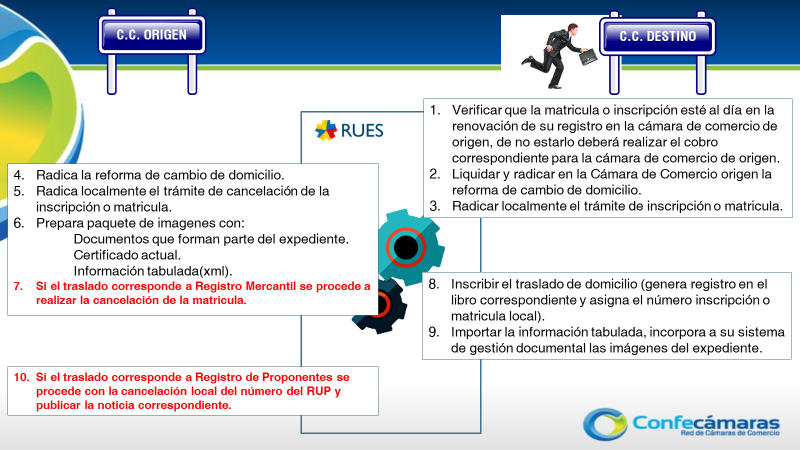 C.C. ORIGEN
C.C. DESTINO
RUES
1. Verificar que la matricula o inscripción esté al día en la
renovación de su registro en la cámara de comercio de
origen, de no estarlo deberá realizar el cobro
correspondiente para la cámara de comercio de origen.
2. Liquidar y radicar en la Cámara de Comercio origen la
reforma de cambio de domicilio.
3. Radicar localmente el trámite de inscripción o matricula.
4. Radica la reforma de cambio de domicilio.
5. Radica localmente el trámite de cancelación de la
inscripción o matricula.
6. Prepara paquete de imagenes con:
Documentos que forman parte del expediente.
Certificado actual.
Información tabulada(xml).
7. Si el traslado corresponde a Registro Mercantil se procede a
realizar la cancelación de la matricula.
8. Inscribir el traslado de domicilio (genera registro en el
libro correspondiente y asigna el número inscripción o
matricula local).
9. Importar la información tabulada, incorpora a su sistema
de gestión documental las imágenes del expediente.
10. Si el traslado corresponde a Registro de Proponentes se
procede con la cancelación local del número del RUP y
publicar la noticia correspondiente.
Confecámaras
Red de Cámaras de Comercio